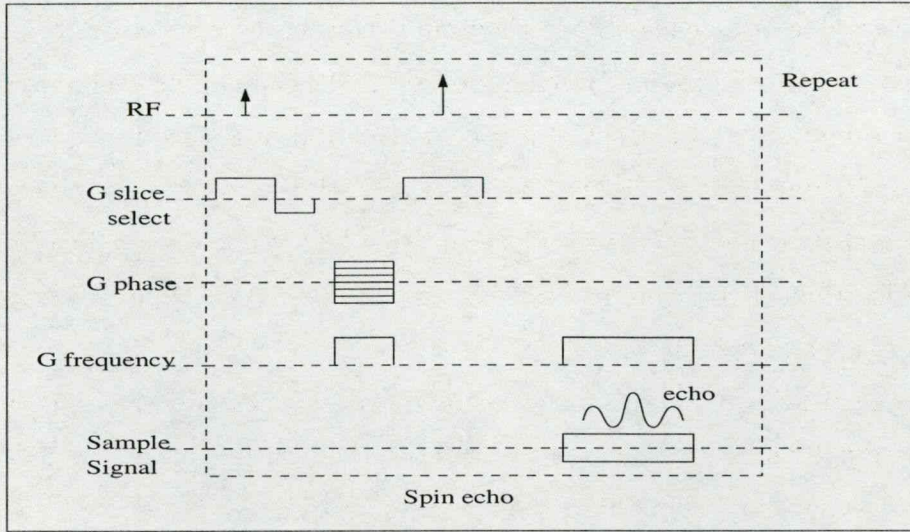 Repeat
RF
G slice
select
G phase
G frequency
echo
Sample
Signal
Spin echo